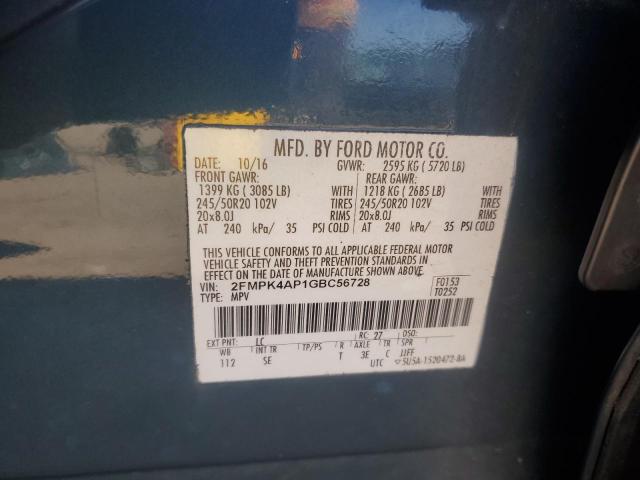 MFD. BY FORD MOTOR CO.
DATE: 10/16 GVWR: 2595 KG ( 5720 LB)
FRONT GAWR: REAR GAWR:
1399 KG ( 3085 LB) WITH 1218 KG ( 2685 LB) WITH
245/50R20 102V TIRES 245/50R20 102V TIRES
20x8.0J RIMS 20x8.0J RIMS
AT 240 kPa/ 35 PSI COLD AT 240 kPa/ 35 PSI COLD
THIS VEHICLE CONFORMS TO ALL APPLICABLE FEDERAL MOTOR
VEHICLE SAFETY AND THEFT PREVENTION STANDARDS IN
EFFECT ON THE DATE OF MANUFACTURE SHOWN ABOVE.
VIN: 2FMPK4AP1GBC56728 F0153
TYPE: MPV T0252
EXT PNT: LC RC: 27 DSO:
WB INT TR TP/PS R AXLE TR SPR
112 SE T 3E C JJFF
UTC 5U5A-1520472-BA